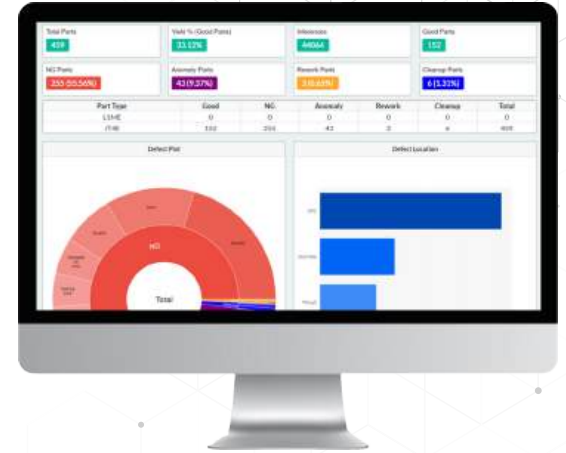 Total Parts
459
Yield % (Good Parts)
33.12%
Inferences
44064
Good Parts
152
NG Parts
255 (55.56%)
Anomaly Parts
43 (9.37%)
Rework Parts
3 (0.65%)
Cleanup Parts
6 (1.31%)
Part Type Good NG Anomaly Rework Cleanup Total
0 0 0 0 0 0
152 255 43 3 6 459
Defect Plot
Defect Location
NG
Total